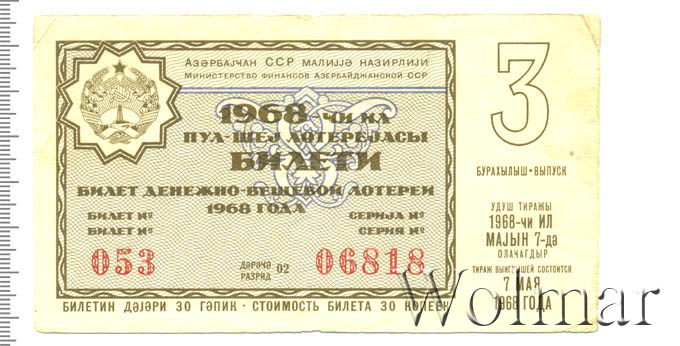 АЗӘРБАЈҸАН ССР МАЛИЈЈӘ НАЗИРЛИЈИ
МИНИСТЕРСТВО ФИНАНСОВ АЗЕРБАЙДЖАНСКОЙ ССР
1968-ЧИ ИЛ
ПУЛ-ШЕЈ ЛОТЕРЕЈАСЫ
БИЛЕТИ
БИЛЕТ ДЕНЕЖНО-ВЕЩЕВОЙ ЛОТЕРЕИ
1968 ГОДА
БИЛЕТ № СЕРИЈА №
БИЛЕТ № СЕРИЯ №
053 ДӘРӘҸӘ РАЗРЯД 02 06818
БИЛЕТИН ДӘЈӘРИ 30 ГӘПИК · СТОИМОСТЬ БИЛЕТА 30 КОПЕЕК
3
БУРАХЫЛЫШ · ВЫПУСК
УДУШ ТИРАЖЫ
1968-ЧИ ИЛ
МАЈЫН 7-ДӘ
ОЛАҸАГДЫР
ТИРАЖ ВЫИГРЫШЕЙ СОСТОИТСЯ
7 МАЯ
1968 ГОДА
Wolmar